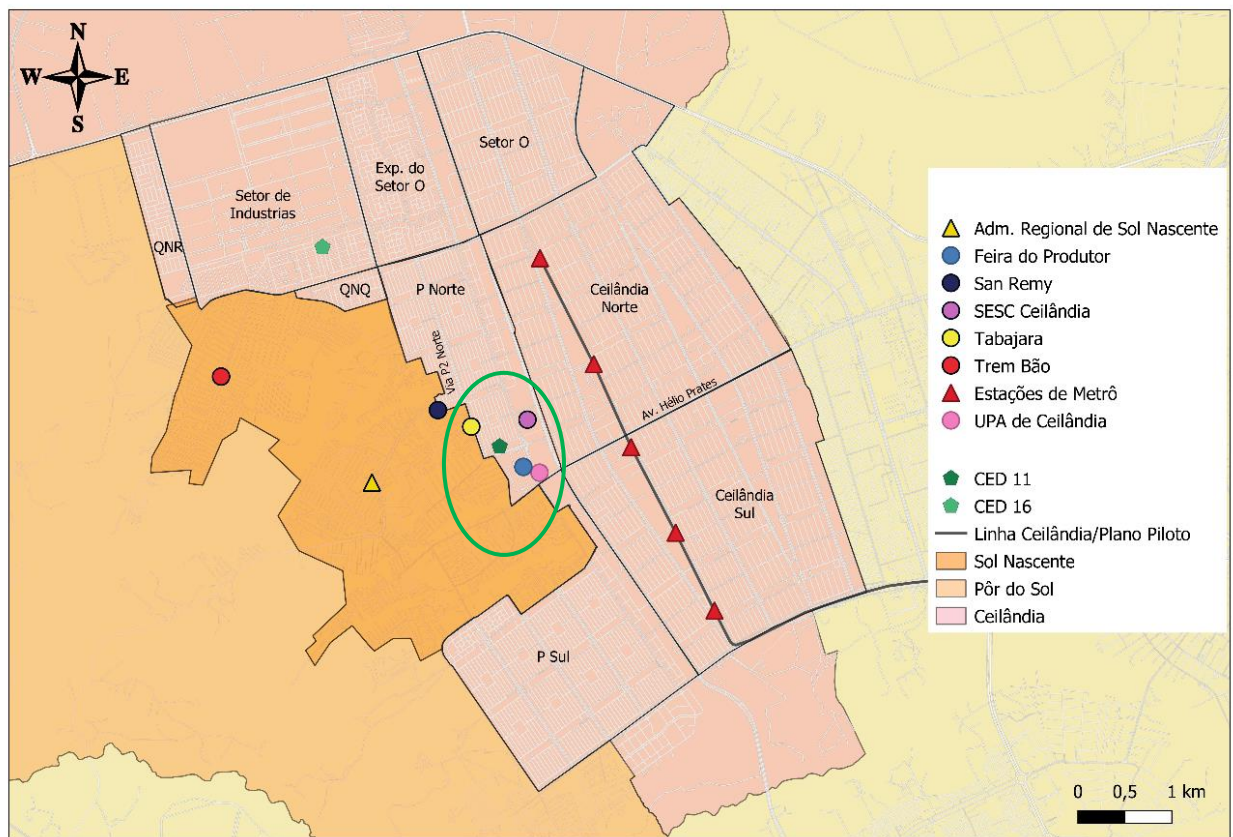 N
W E
S
Setor O
Exp. do
Setor O
Setor de
Industrias
QNR
QNQ
P Norte
Ceilândia
Norte
Via P2 Norte
Av. Hélio Prates
Ceilândia
Sul
P Sul
Adm. Regional de Sol Nascente
Feira do Produtor
San Remy
SESC Ceilândia
Tabajara
Trem Bão
Estações de Metrô
UPA de Ceilândia
CED 11
CED 16
Linha Ceilândia/Plano Piloto
Sol Nascente
Pôr do Sol
Ceilândia
0 0,5 1 km